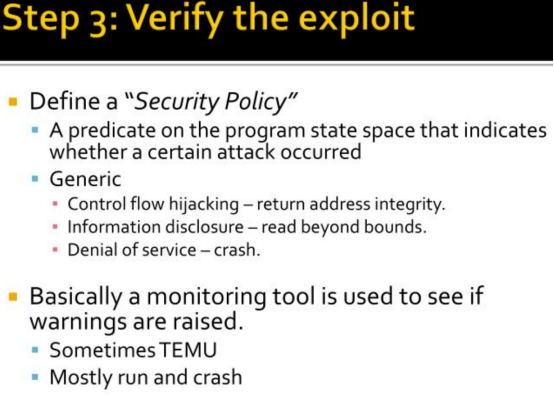 Step 3: Verify the exploit
Define a “Security Policy”
A predicate on the program state space that indicates
whether a certain attack occurred
Generic
Control flow hijacking – return address integrity.
Information disclosure – read beyond bounds.
Denial of service – crash.
Basically a monitoring tool is used to see if
warnings are raised.
Sometimes TEMU
Mostly run and crash